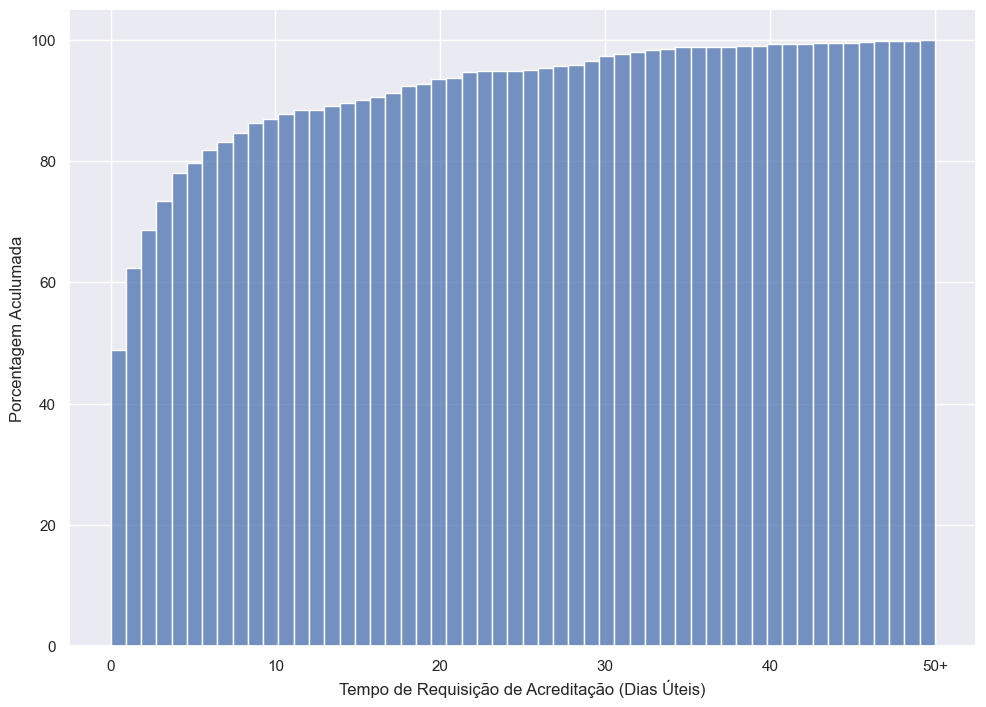 100
80
60
40
20
0
Porcentagem Aculumada
0 10 20 30 40 50+
Tempo de Requisição de Acreditação (Dias Úteis)